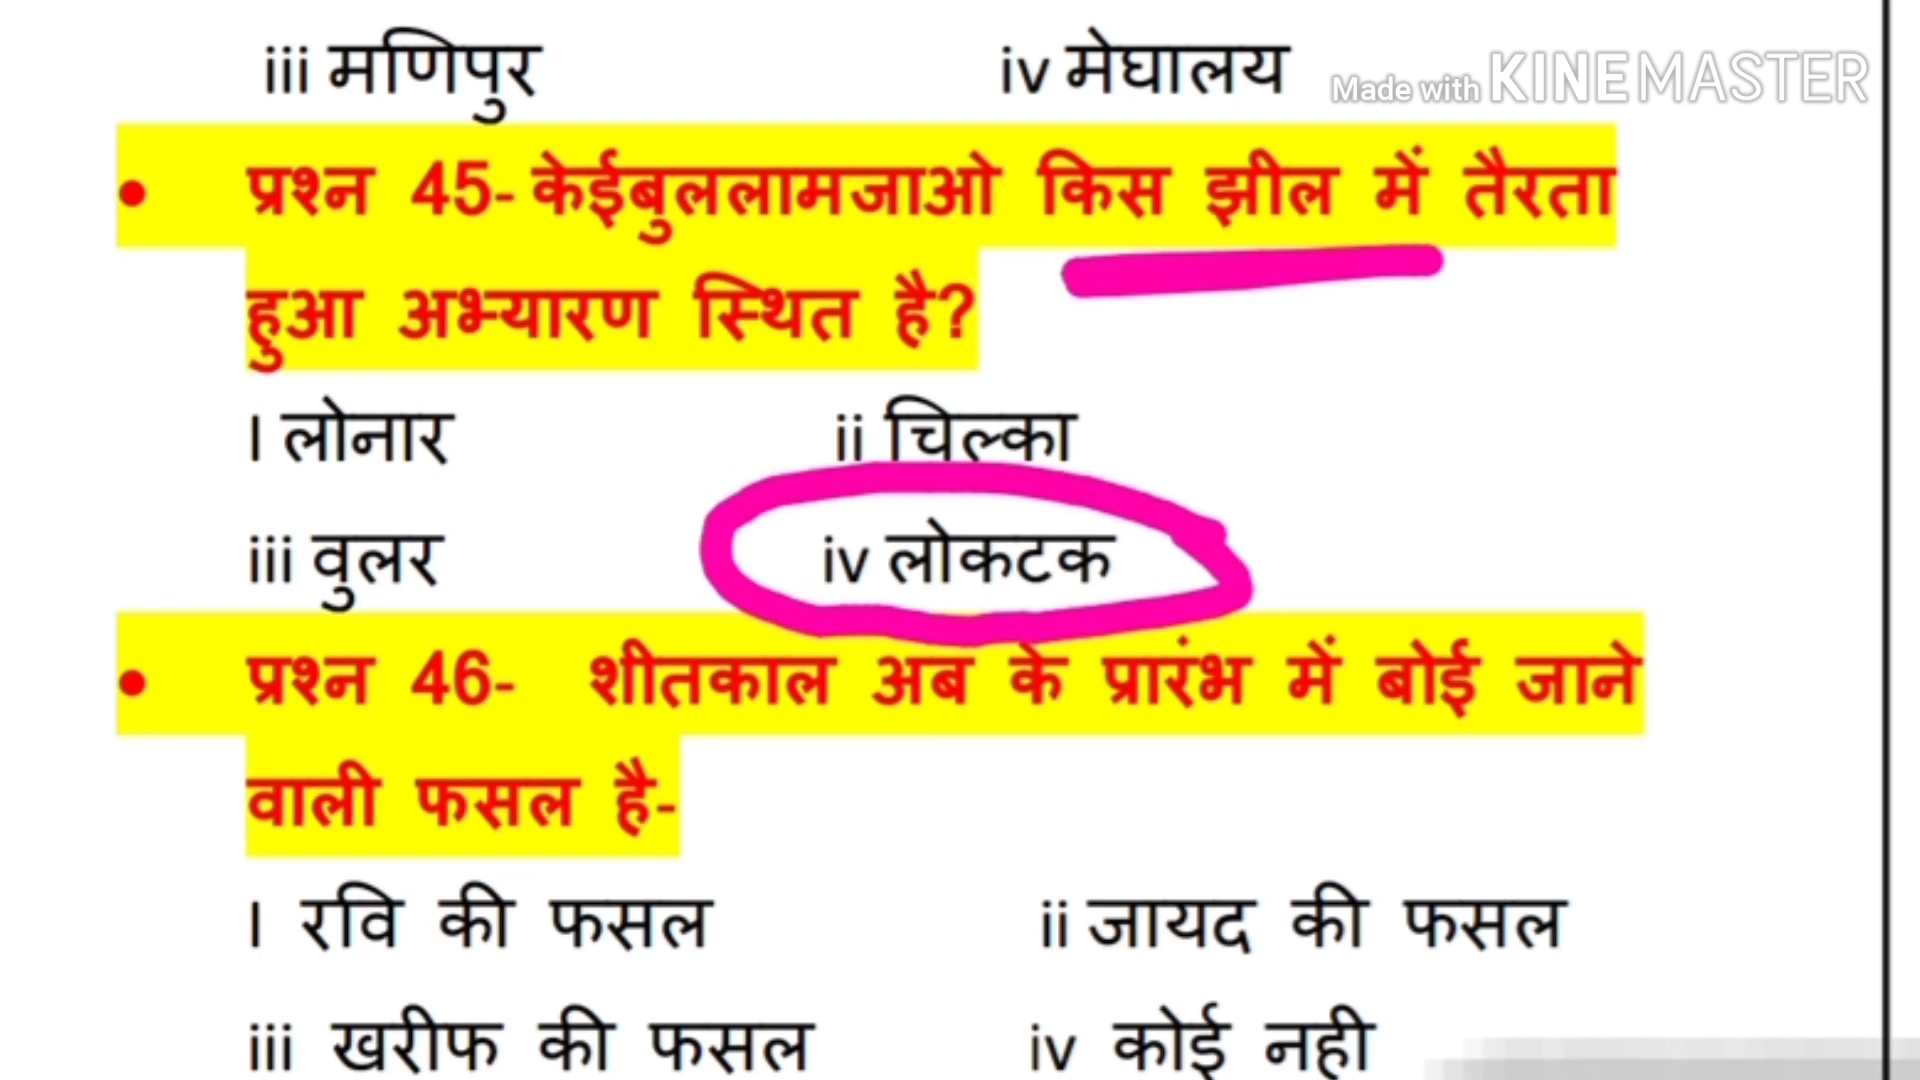 iii मणिपुर iv मेघालय Made with KINEMASTER
• प्रश्न 45- केईबुललामजाओ किस झील में तैरता
हुआ अभ्यारण स्थित है?
I लोनार ii चिल्का
iii वुलर iv लोकटक
• प्रश्न 46- शीतकाल अब के प्रारंभ में बोई जाने
वाली फसल है-
I रवि की फसल ii जायद की फसल
iii खरीफ की फसल iv कोई नही